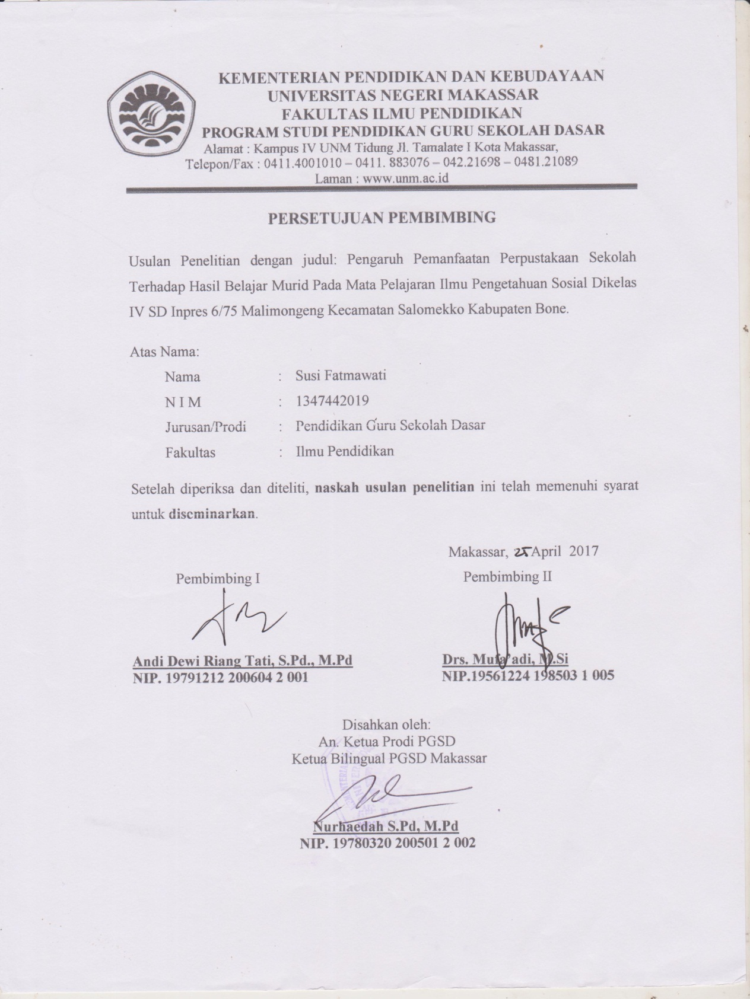 KEMENTERIAN PENDIDIKAN DAN KEBUDAYAAN
UNIVERSITAS NEGERI MAKASSAR
FAKULTAS ILMU PENDIDIKAN
PROGRAM STUDI PENDIDIKAN GURU SEKOLAH DASAR
Alamat : Kampus IV UNM Tidung Jl. Tamalate I Kota Makassar,
Telepon/Fax : 0411.4001010 – 0411. 883076 – 042.21698 – 0481.21089
Laman : www.unm.ac.id
PERSETUJUAN PEMBIMBING
Usulan Penelitian dengan judul: Pengaruh Pemanfaatan Perpustakaan Sekolah
Terhadap Hasil Belajar Murid Pada Mata Pelajaran Ilmu Pengetahuan Sosial Dikelas
IV SD Inpres 6/75 Malimongeng Kecamatan Salomekko Kabupaten Bone.
Atas Nama:
Nama : Susi Fatmawati
N I M : 1347442019
Jurusan/Prodi : Pendidikan Guru Sekolah Dasar
Fakultas : Ilmu Pendidikan
Setelah diperiksa dan diteliti, naskah usulan penelitian ini telah memenuhi syarat
untuk diseminarkan.
Makassar, 25 April 2017
Pembimbing I Pembimbing II
Andi Dewi Riang Tati, S.Pd., M.Pd Drs. Mufa'adi, M.Si
NIP. 19791212 200604 2 001 NIP.19561224 198503 1 005
Disahkan oleh:
An. Ketua Prodi PGSD
Ketua Bilingual PGSD Makassar
Nurhaedah S.Pd, M.Pd
NIP. 19780320 200501 2 002